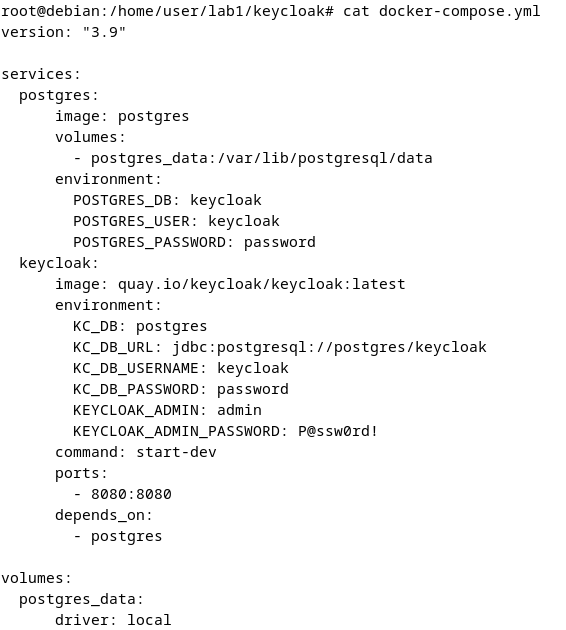 root@debian:/home/user/lab1/keycloak# cat docker-compose.yml
version: "3.9"

services:
  postgres:
      image: postgres
      volumes:
        - postgres_data:/var/lib/postgresql/data
      environment:
        POSTGRES_DB: keycloak
        POSTGRES_USER: keycloak
        POSTGRES_PASSWORD: password
  keycloak:
      image: quay.io/keycloak/keycloak:latest
      environment:
        KC_DB: postgres
        KC_DB_URL: jdbc:postgresql://postgres/keycloak
        KC_DB_USERNAME: keycloak
        KC_DB_PASSWORD: password
        KEYCLOAK_ADMIN: admin
        KEYCLOAK_ADMIN_PASSWORD: P@ssw0rd!
      command: start-dev
      ports:
        - 8080:8080
      depends_on:
        - postgres

volumes:
  postgres_data:
      driver: local